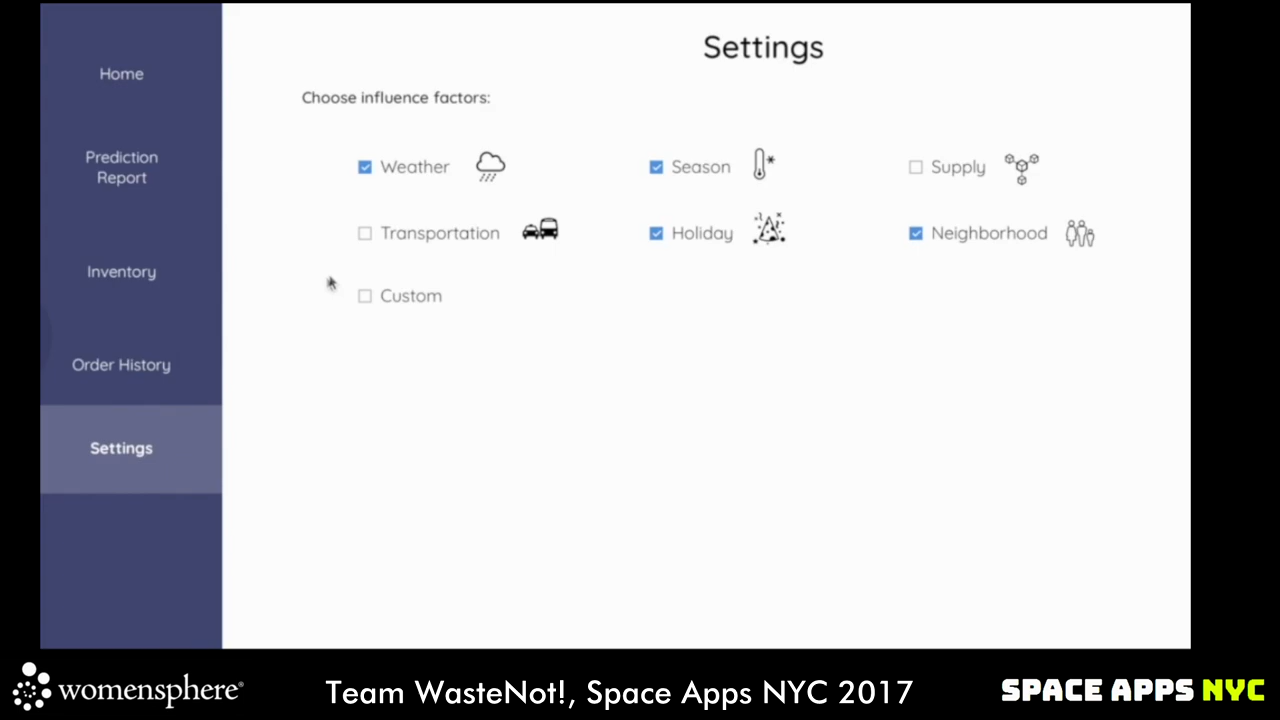 Settings
Home
Choose influence factors:
Prediction
Report
Weather
Season
Supply
Transportation
Holiday
Neighborhood
Inventory
Custom
Order History
Settings
womensphere®
Team WasteNot!, Space Apps NYC 2017
SPACE APPS NYC